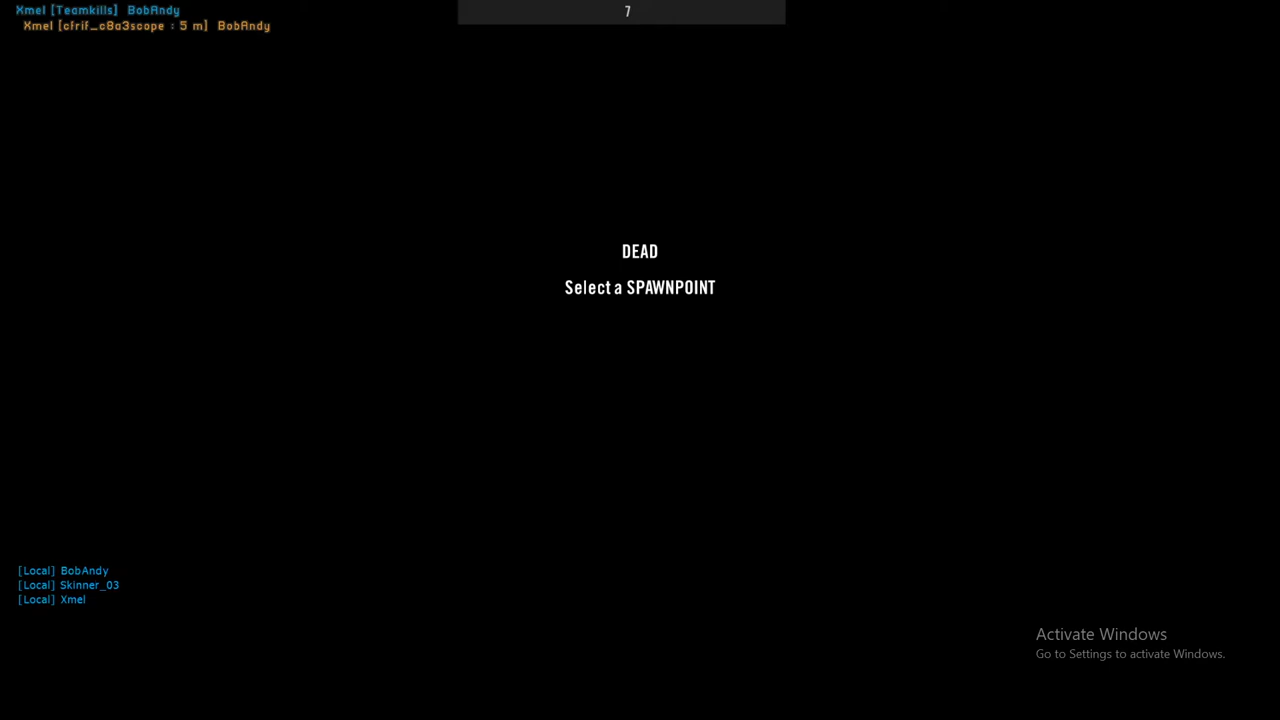 Xmel [Teamkills] BobAndy
Xmel [cfrif_c8a3scope : 5 m] BobAndy
7
DEAD
Select a SPAWNPOINT
[Local] BobAndy
[Local] Skinner_03
[Local] Xmel
Activate Windows
Go to Settings to activate Windows.